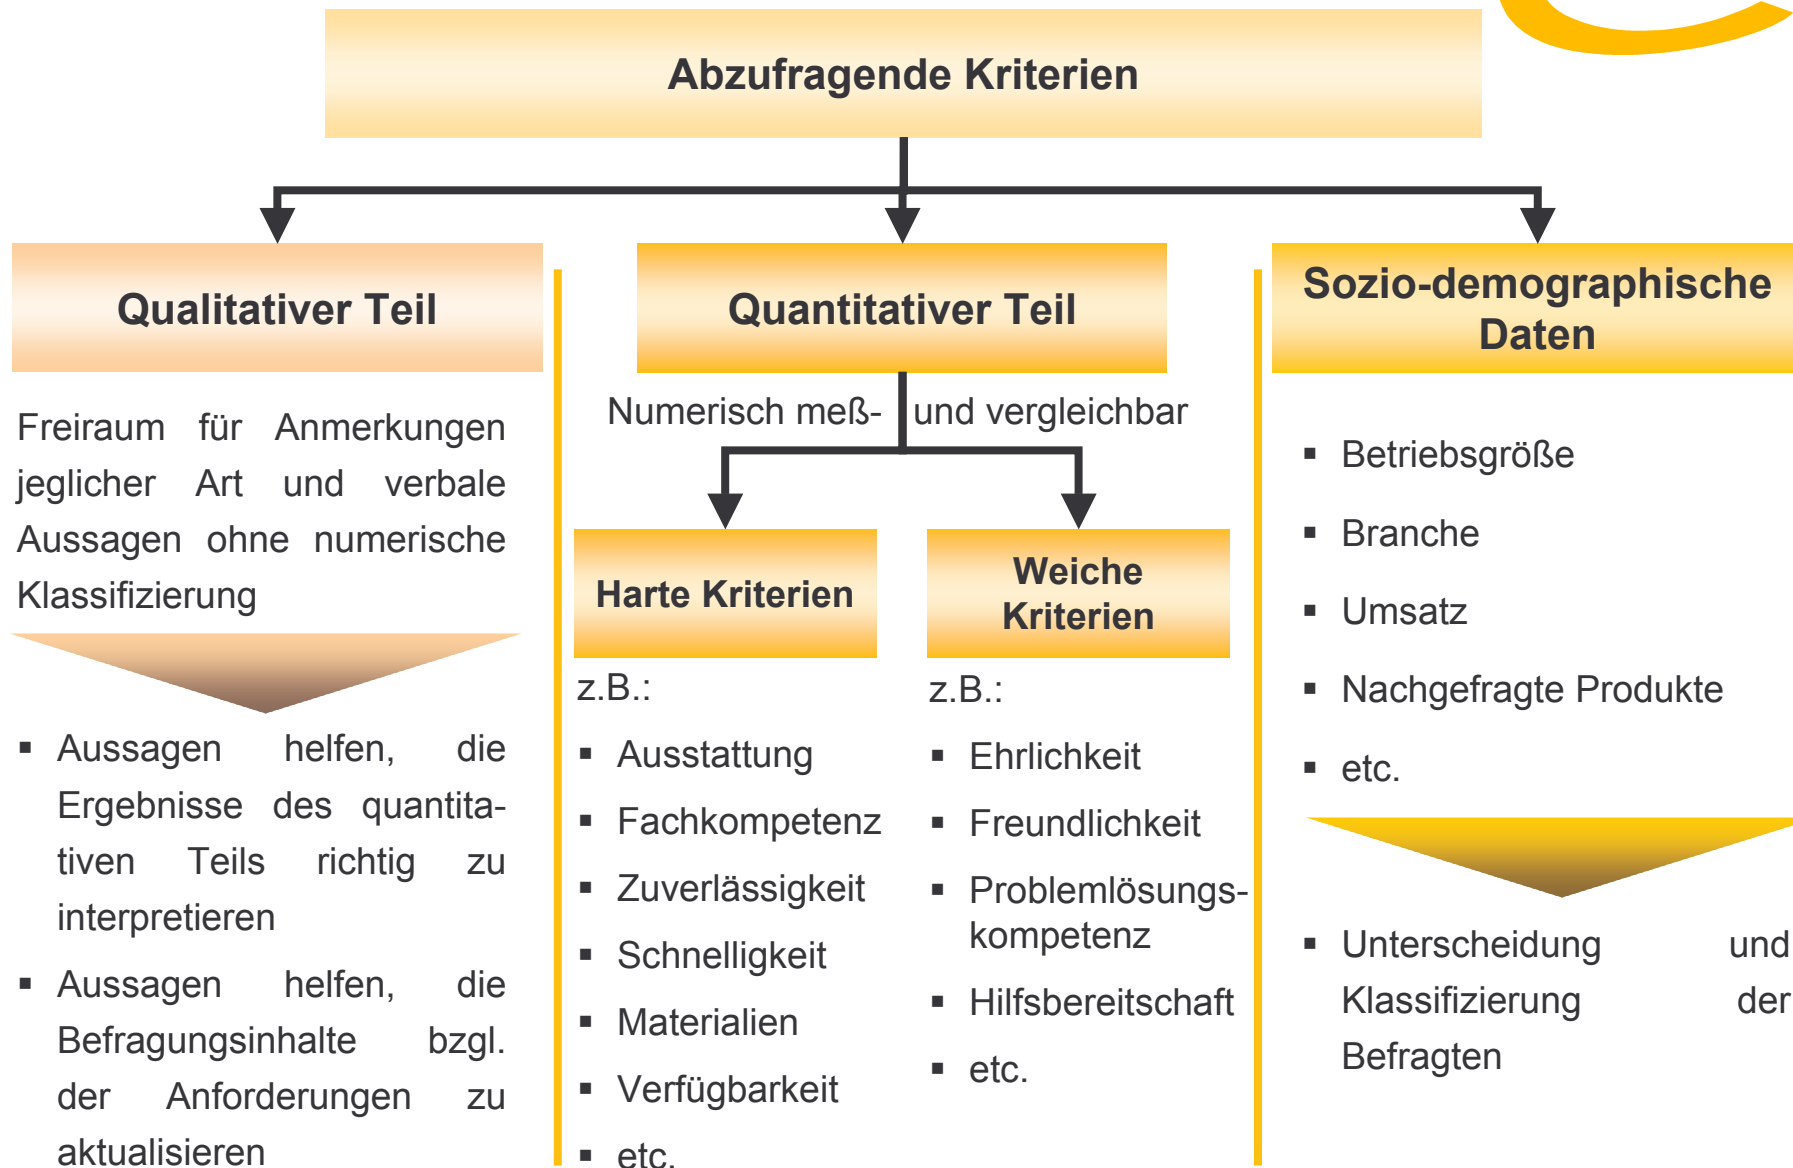 Abzufragende Kriterien
Qualitativer Teil
Freiraum für Anmerkungen
jeglicher Art und verbale
Aussagen ohne numerische
Klassifizierung
▪ Aussagen helfen, die
Ergebnisse des quantita-
tiven Teils richtig zu
interpretieren
▪ Aussagen helfen, die
Befragungsinhalte bzgl.
der Anforderungen zu
aktualisieren
Quantitativer Teil
Numerisch meß- und vergleichbar
Harte Kriterien
z.B.:
▪ Ausstattung
▪ Fachkompetenz
▪ Zuverlässigkeit
▪ Schnelligkeit
▪ Materialien
▪ Verfügbarkeit
▪ etc.
Weiche
Kriterien
z.B.:
▪ Ehrlichkeit
▪ Freundlichkeit
▪ Problemlösungs-
kompetenz
▪ Hilfsbereitschaft
▪ etc.
Sozio-demographische
Daten
▪ Betriebsgröße
▪ Branche
▪ Umsatz
▪ Nachgefragte Produkte
▪ etc.
▪ Unterscheidung und
Klassifizierung der
Befragten